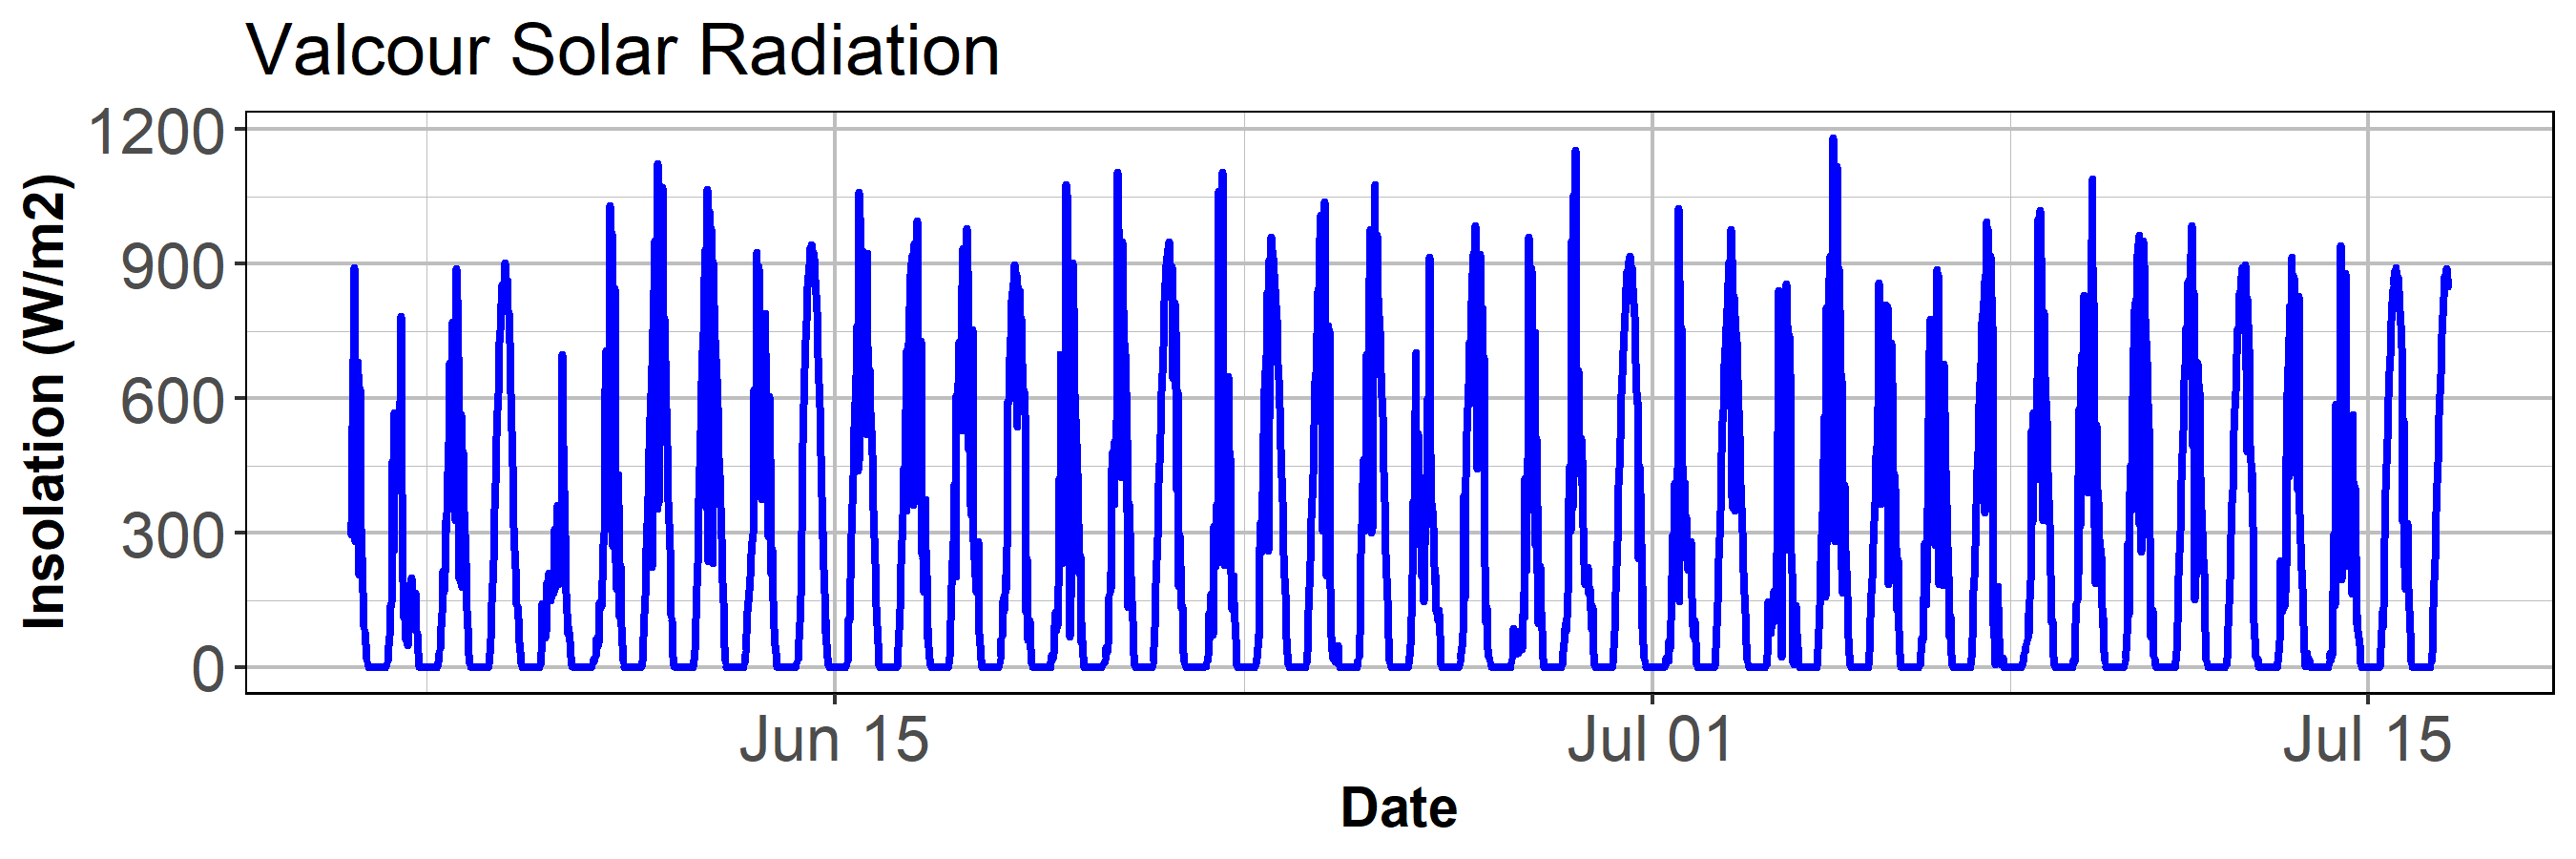 Valcour Solar Radiation
1200
900
600
300
0
Insolation (W/m2)
Jun 15
Jul 01
Jul 15
Date